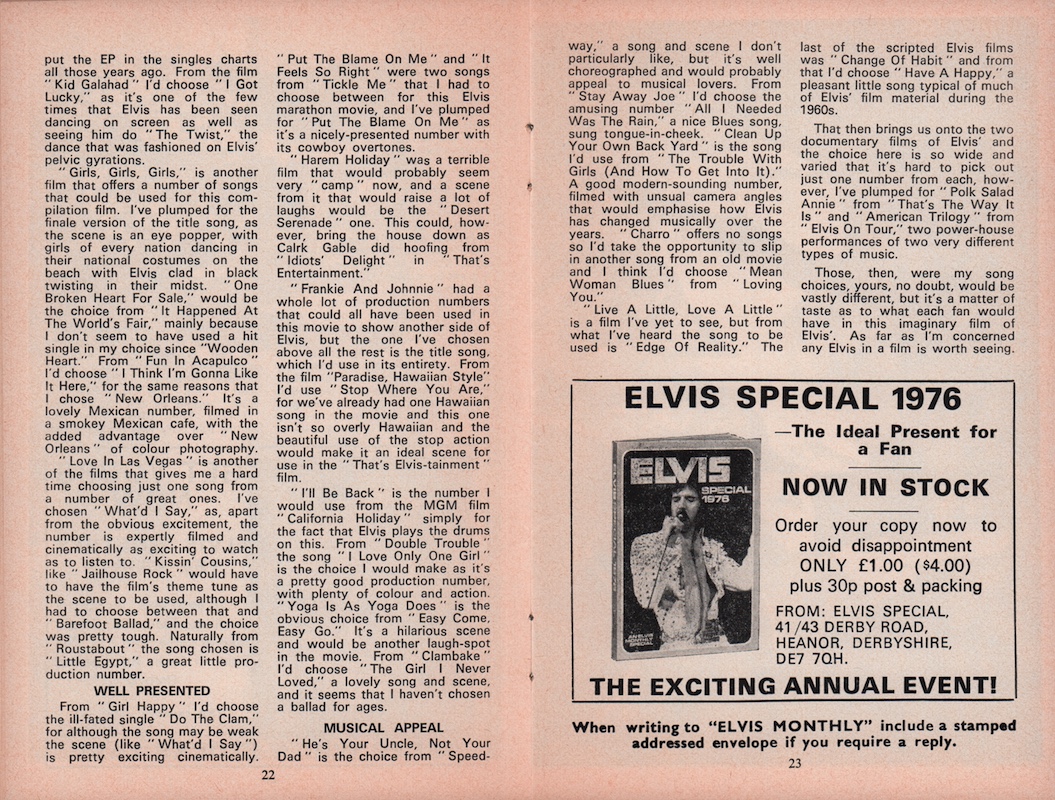 put the EP in the singles charts
all those years ago. From the film
"Kid Galahad" I'd choose "I Got
Lucky," as it's one of the few
times that Elvis has been seen
dancing on screen as well as
seeing him do "The Twist," the
dance that was fashioned on Elvis'
pelvic gyrations.
"Girls, Girls, Girls," is another
film that offers a number of songs
that could be used for this com-
pilation film. I've plumped for the
finale version of the title song, as
the scene is an eye popper, with
girls of every nation dancing in
their national costumes on the
beach with Elvis clad in black
twisting in their midst. "One
Broken Heart For Sale," would be
the choice from "It Happened At
The World's Fair," mainly because
I don't seem to have used a hit
single in my choice since "Wooden
Heart." From "Fun In Acapulco"
I'd choose "I Think I'm Gonna Like
It Here," for the same reasons that
I chose "New Orleans." It's a
lovely Mexican number, filmed in
a smokey Mexican cafe, with the
added advantage over "New
Orleans" of colour photography.
"Love In Las Vegas" is another
of the films that gives me a hard
time choosing just one song from
a number of great ones. I've
chosen "What'd I Say," as, apart
from the obvious excitement, the
number is expertly filmed and
cinematically as exciting to watch
as to listen to. "Kissin' Cousins,"
like "Jailhouse Rock" would have
to have the film's theme tune as
the scene to be used, although I
had to choose between that and
"Barefoot Ballad," and the choice
was pretty tough. Naturally from
"Roustabout" the song chosen is
"Little Egypt," a great little pro-
duction number.
WELL PRESENTED
From "Girl Happy" I'd choose
the ill-fated single "Do The Clam,"
for although the song may be weak
the scene (like "What'd I Say")
is pretty exciting cinematically.
22
"Put The Blame On Me" and "It
Feels So Right" were two songs
from "Tickle Me" that I had to
choose between for this Elvis
marathon movie, and I've plumped
for "Put The Blame On Me" as
it's a nicely-presented number with
its cowboy overtones.
"Harem Holiday" was a terrible
film that would probably seem
very "camp" now, and a scene
from it that would raise a lot of
laughs would be the "Desert
Serenade" one. This could, how-
ever, bring the house down as
Calrk Gable did hoofing from
"Idiots' Delight" in "That's
Entertainment."
"Frankie And Johnnie" had a
whole lot of production numbers
that could all have been used in
this movie to show another side of
Elvis, but the one I've chosen
above all the rest is the title song,
which I'd use in its entirety. From
the film "Paradise, Hawaiian Style"
I'd use "Stop Where You Are,"
for we've already had one Hawaiian
song in the movie and this one
isn't so overly Hawaiian and the
beautiful use of the stop action
would make it an ideal scene for
use in the "That's Elvis-tainment"
film.
"I'll Be Back" is the number I
would use from the MGM film
"California Holiday" simply for
the fact that Elvis plays the drums
on this. From "Double Trouble"
the song "I Love Only One Girl"
is the choice I would make as it's
a pretty good production number,
with plenty of colour and action.
"Yoga Is As Yoga Does" is the
obvious choice from "Easy Come,
Easy Go." It's a hilarious scene
and would be another laugh-spot
in the movie. From "Clambake"
I'd choose "The Girl I Never
Loved," a lovely song and scene,
and it seems that I haven't chosen
a ballad for ages.
MUSICAL APPEAL
"He's Your Uncle, Not Your
Dad" is the choice from "Speed-
way," a song and scene I don't
particularly like, but it's well
choreographed and would probably
appeal to musical lovers. From
"Stay Away Joe" I'd choose the
amusing number "All I Needed
Was The Rain," a nice Blues song,
sung tongue-in-cheek. "Clean Up
Your Own Back Yard" is the song
I'd use from "The Trouble With
Girls (And How To Get Into It)."
A good modern-sounding number,
filmed with unusual camera angles
that would emphasise how Elvis
has changed musically over the
years. "Charro" offers no songs
so I'd take the opportunity to slip
in another song from an old movie
and I think I'd choose "Mean
Woman Blues" from "Loving
You."
"Live A Little, Love A Little"
is a film I've yet to see, but from
what I've heard the song to be
used is "Edge Of Reality." The
last of the scripted Elvis films
was "Change Of Habit" and from
that I'd choose "Have A Happy," a
pleasant little song typical of much
of Elvis' film material during the
1960s.
That then brings us onto the two
documentary films of Elvis' and
the choice here is so wide and
varied that it's hard to pick out
just one number from each, how-
ever, I've plumped for "Polk Salad
Annie" from "That's The Way It
Is" and "American Trilogy" from
"Elvis On Tour," two power-house
performances of two very different
types of music.
Those, then, were my song
choices, yours, no doubt, would be
vastly different, but it's a matter of
taste as to what each fan would
have in this imaginary film of
Elvis'. As far as I'm concerned
any Elvis in a film is worth seeing.
ELVIS SPECIAL 1976
—The Ideal Present for
a Fan
NOW IN STOCK
Order your copy now to
avoid disappointment
ONLY £1.00 ($4.00)
plus 30p post & packing
FROM: ELVIS SPECIAL,
41/43 DERBY ROAD,
HEANOR, DERBYSHIRE,
DE7 7QH.
ELVIS
SPECIAL
1976
AN ELVIS
MONTHLY
SPECIAL
THE EXCITING ANNUAL EVENT!
When writing to "ELVIS MONTHLY" include a stamped
addressed envelope if you require a reply.
23